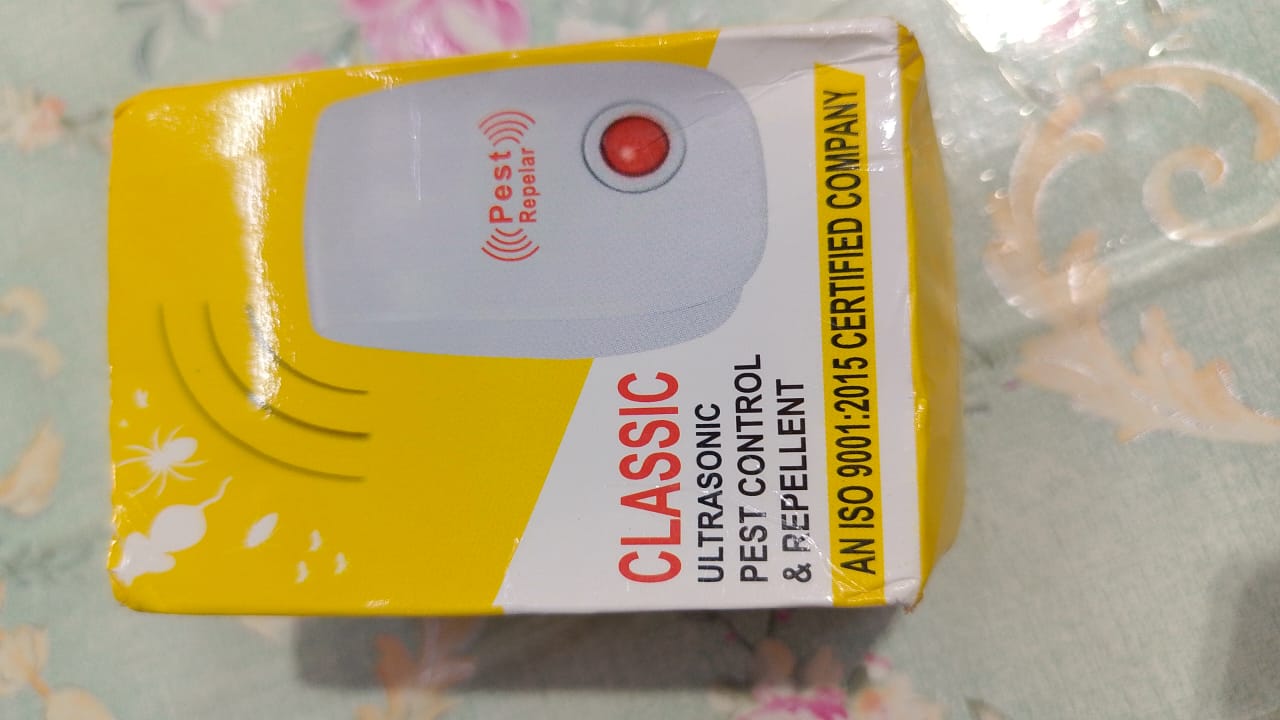 Pest
Repelar
CLASSIC
ULTRASONIC
PEST CONTROL
& REPELLENT
AN ISO 9001:2015 CERTIFIED COMPANY